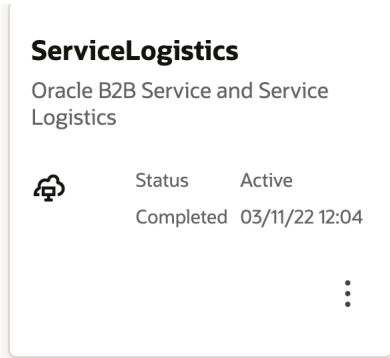 ServiceLogistics
Oracle B2B Service and Service
Logistics
Status Active
Completed 03/11/22 12:04